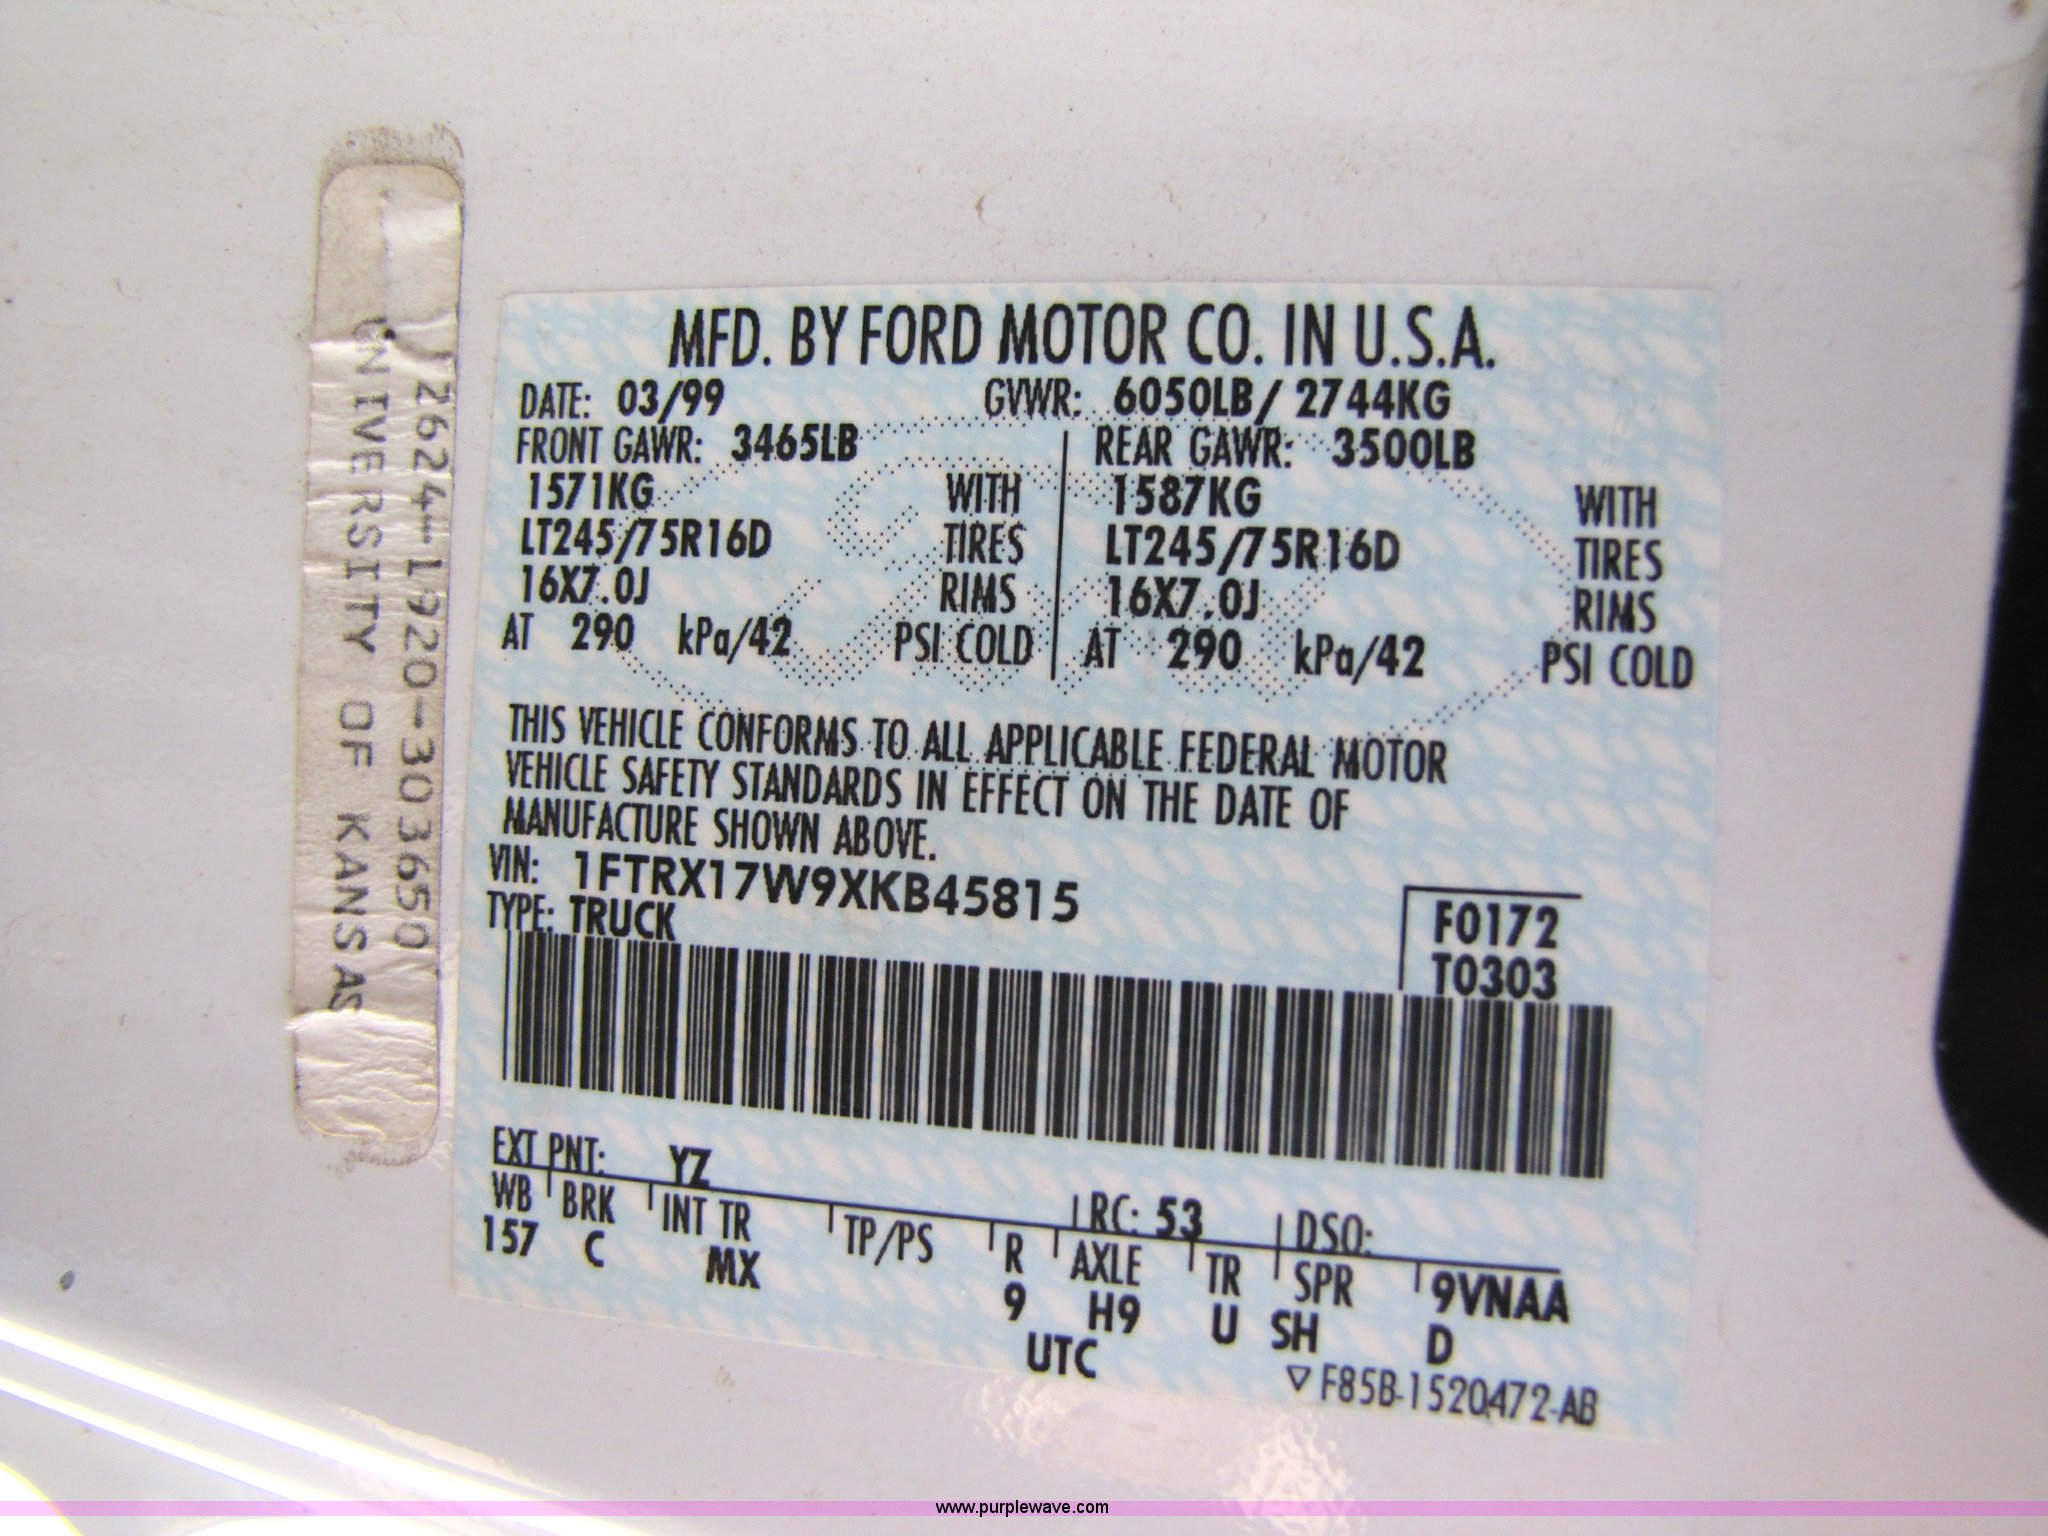 UNIVERSITY OF KANSAS
2624-1920-303650
MFD. BY FORD MOTOR CO. IN U.S.A.
DATE: 03/99 GVWR: 6050LB/ 2744KG
FRONT GAWR: 3465LB REAR GAWR: 3500LB
1571KG WITH 1587KG WITH
LT245/75R16D TIRES LT245/75R16D TIRES
16X7.0J RIMS 16X7.0J RIMS
AT 290 kPa/42 PSI COLD AT 290 kPa/42 PSI COLD
THIS VEHICLE CONFORMS TO ALL APPLICABLE FEDERAL MOTOR
VEHICLE SAFETY STANDARDS IN EFFECT ON THE DATE OF
MANUFACTURE SHOWN ABOVE.
VIN: 1FTRX17W9XKB45815
TYPE: TRUCK
F0172
T0303
EXT PNT: YZ RC: 53 DSO:
WB BRK INT TR TP/PS R AXLE TR SPR 9VNAA
157 C MX 9 H9 U SH D
UTC
▽ F85B-1520472-AB
www.purplewave.com